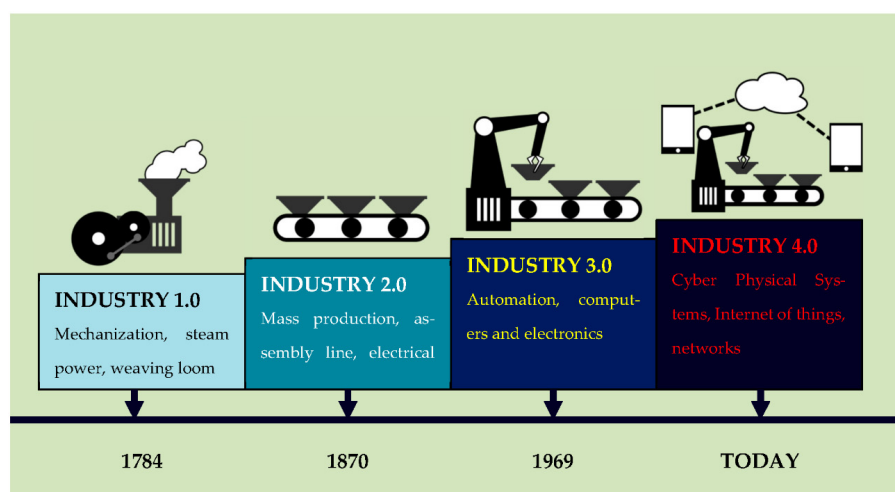 INDUSTRY 1.0
Mechanization, steam
power, weaving loom
INDUSTRY 2.0
Mass production, as-
sembly line, electrical
INDUSTRY 3.0
Automation, comput-
ers and electronics
INDUSTRY 4.0
Cyber Physical Sys-
tems, Internet of things,
networks
1784
1870
1969
TODAY